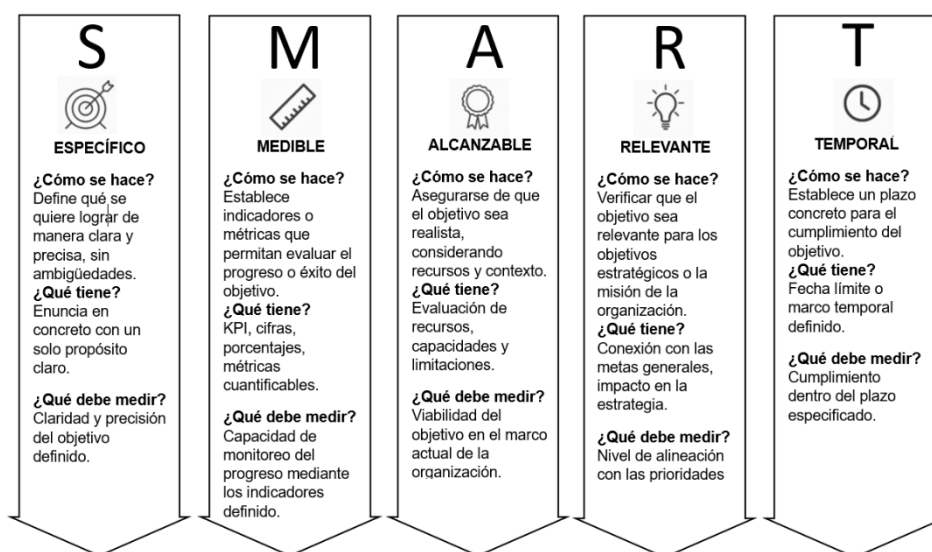 S
ESPECÍFICO
¿Cómo se hace?
Define qué se
quiere lograr de
manera clara y
precisa, sin
ambigüedades.
¿Qué tiene?
Enuncia en
concreto con un
solo propósito
claro.
¿Qué debe medir?
Claridad y precisión
del objetivo
definido.
M
MEDIBLE
¿Cómo se hace?
Establece
indicadores o
métricas que
permitan evaluar el
progreso o éxito del
objetivo.
¿Qué tiene?
KPI, cifras,
porcentajes,
métricas
cuantificables.
¿Qué debe medir?
Capacidad de
monitoreo del
progreso mediante
los indicadores
definido.
A
ALCANZABLE
¿Cómo se hace?
Asegurarse de que
el objetivo sea
realista,
considerando
recursos y contexto.
¿Qué tiene?
Evaluación de
recursos,
capacidades y
limitaciones.
¿Qué debe medir?
Viabilidad del
objetivo en el marco
actual de la
organización.
R
RELEVANTE
¿Cómo se hace?
Verificar que el
objetivo sea
relevante para los
objetivos
estratégicos o la
misión de la
organización.
¿Qué tiene?
Conexión con las
metas generales,
impacto en la
estrategia.
¿Qué debe medir?
Nivel de alineación
con las prioridades
T
TEMPORAL
¿Cómo se hace?
Establece un plazo
concreto para el
cumplimiento del
objetivo.
¿Qué tiene?
Fecha límite o
marco temporal
definido.
¿Qué debe medir?
Cumplimiento
dentro del plazo
especificado.